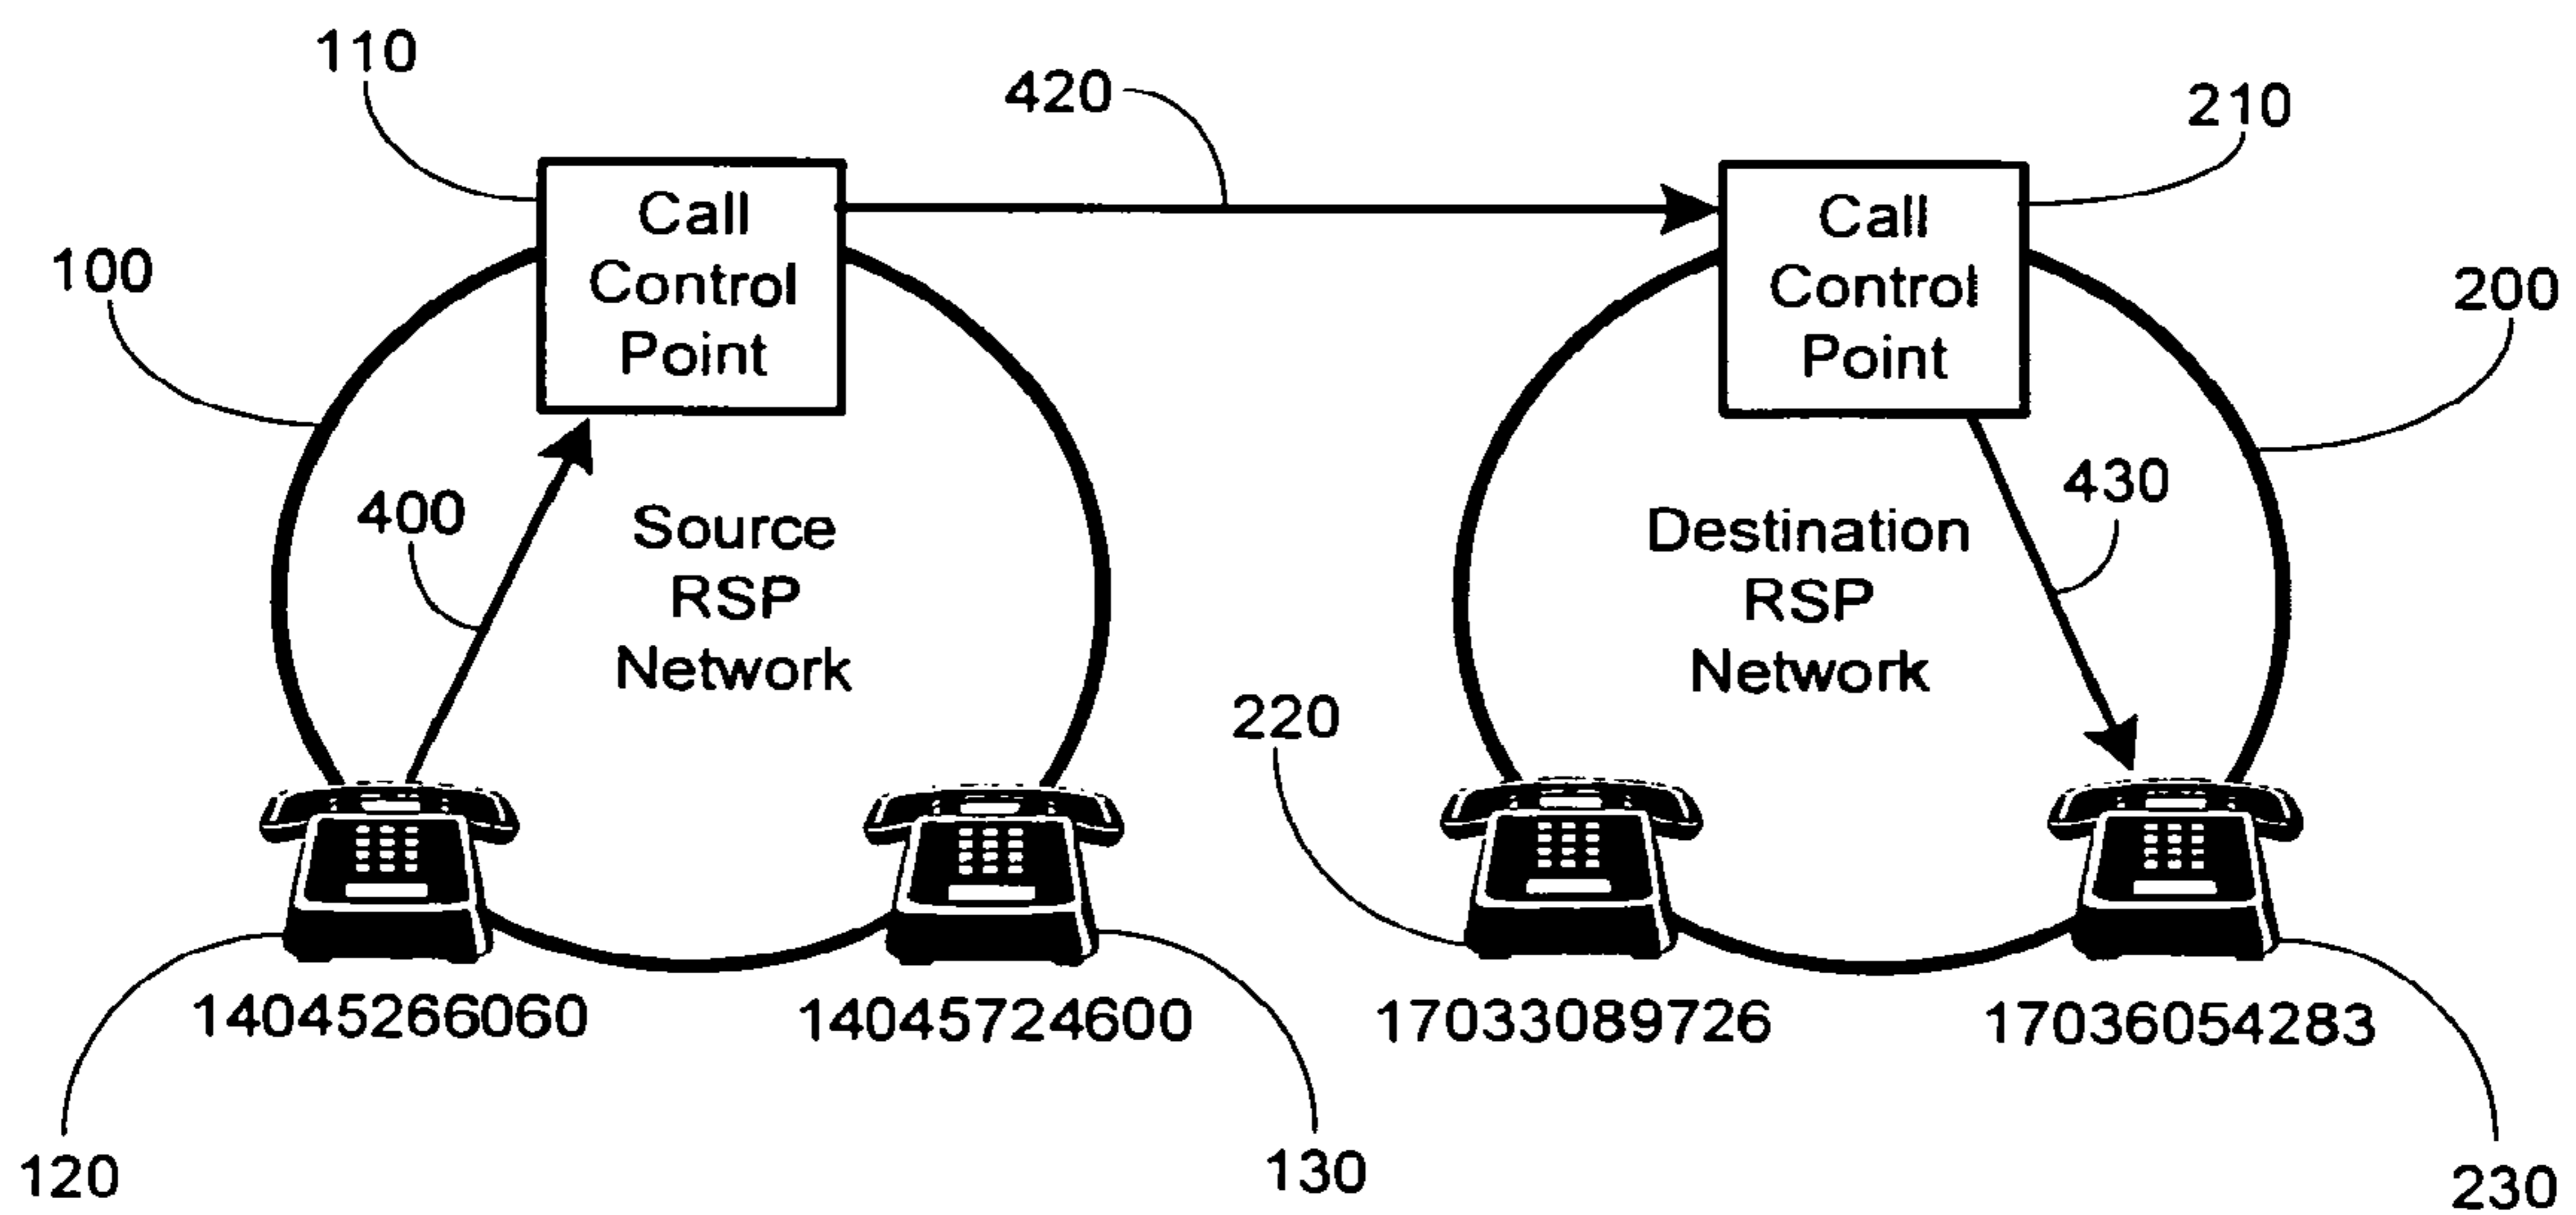 110
420
210
Call
Control
Point
Call
Control
Point
100
200
400
430
Source
RSP
Network
Destination
RSP
Network
220
14045266060
14045724600
17033089726
17036054283
120
130
230